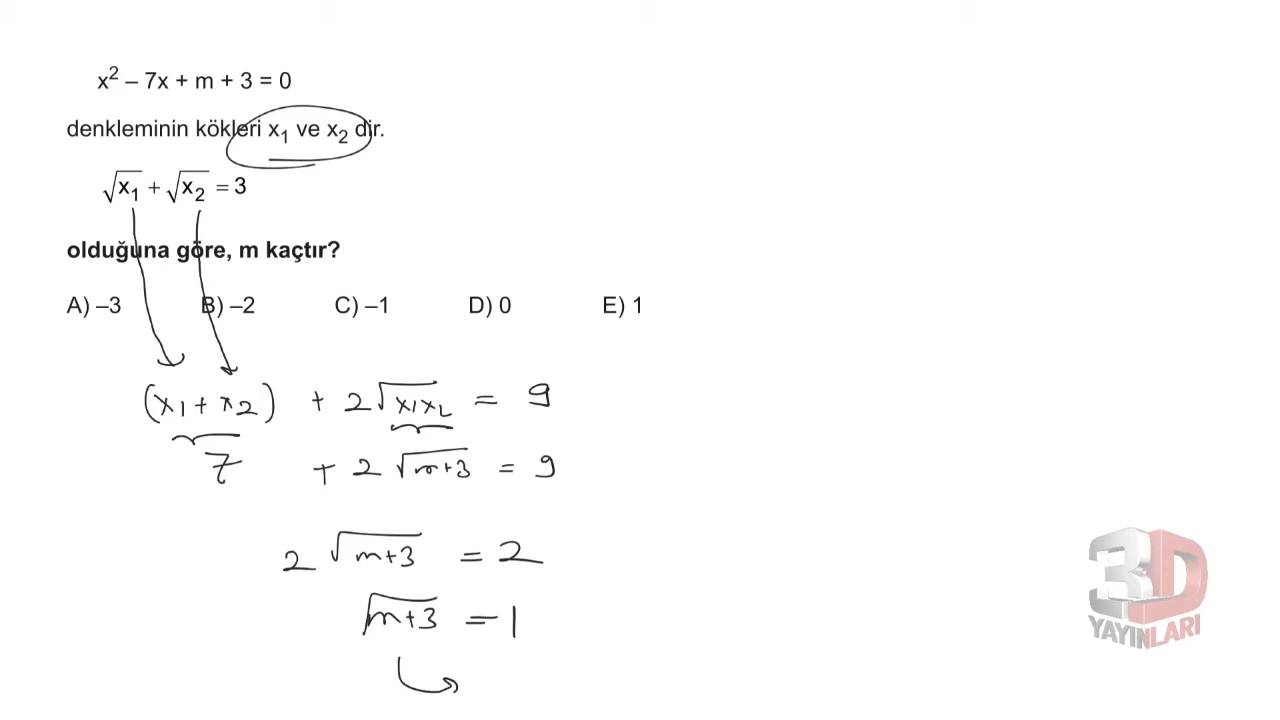 x² – 7x + m + 3 = 0
denkleminin kökleri x₁ ve x₂ dir.
√x₁ + √x₂ = 3
olduğuna göre, m kaçtır?
A) –3 B) –2 C) –1 D) 0 E) 1
(x₁ + x₂) + 2√x₁x₂ = 9
7 + 2√m+3 = 9
2√m+3 = 2
√m+3 = 1
3D
YAYINLARI